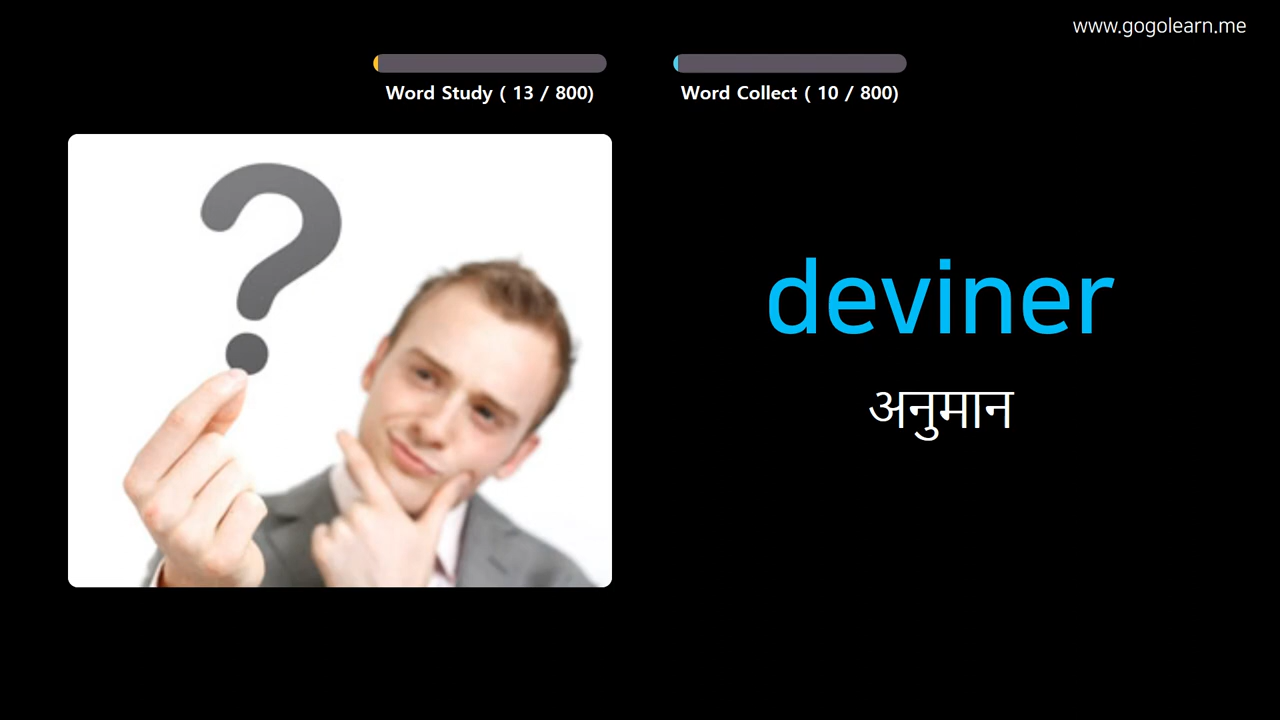 www.gogolearn.me
Word Study ( 13 / 800)
Word Collect ( 10 / 800)
?
deviner
अनुमान